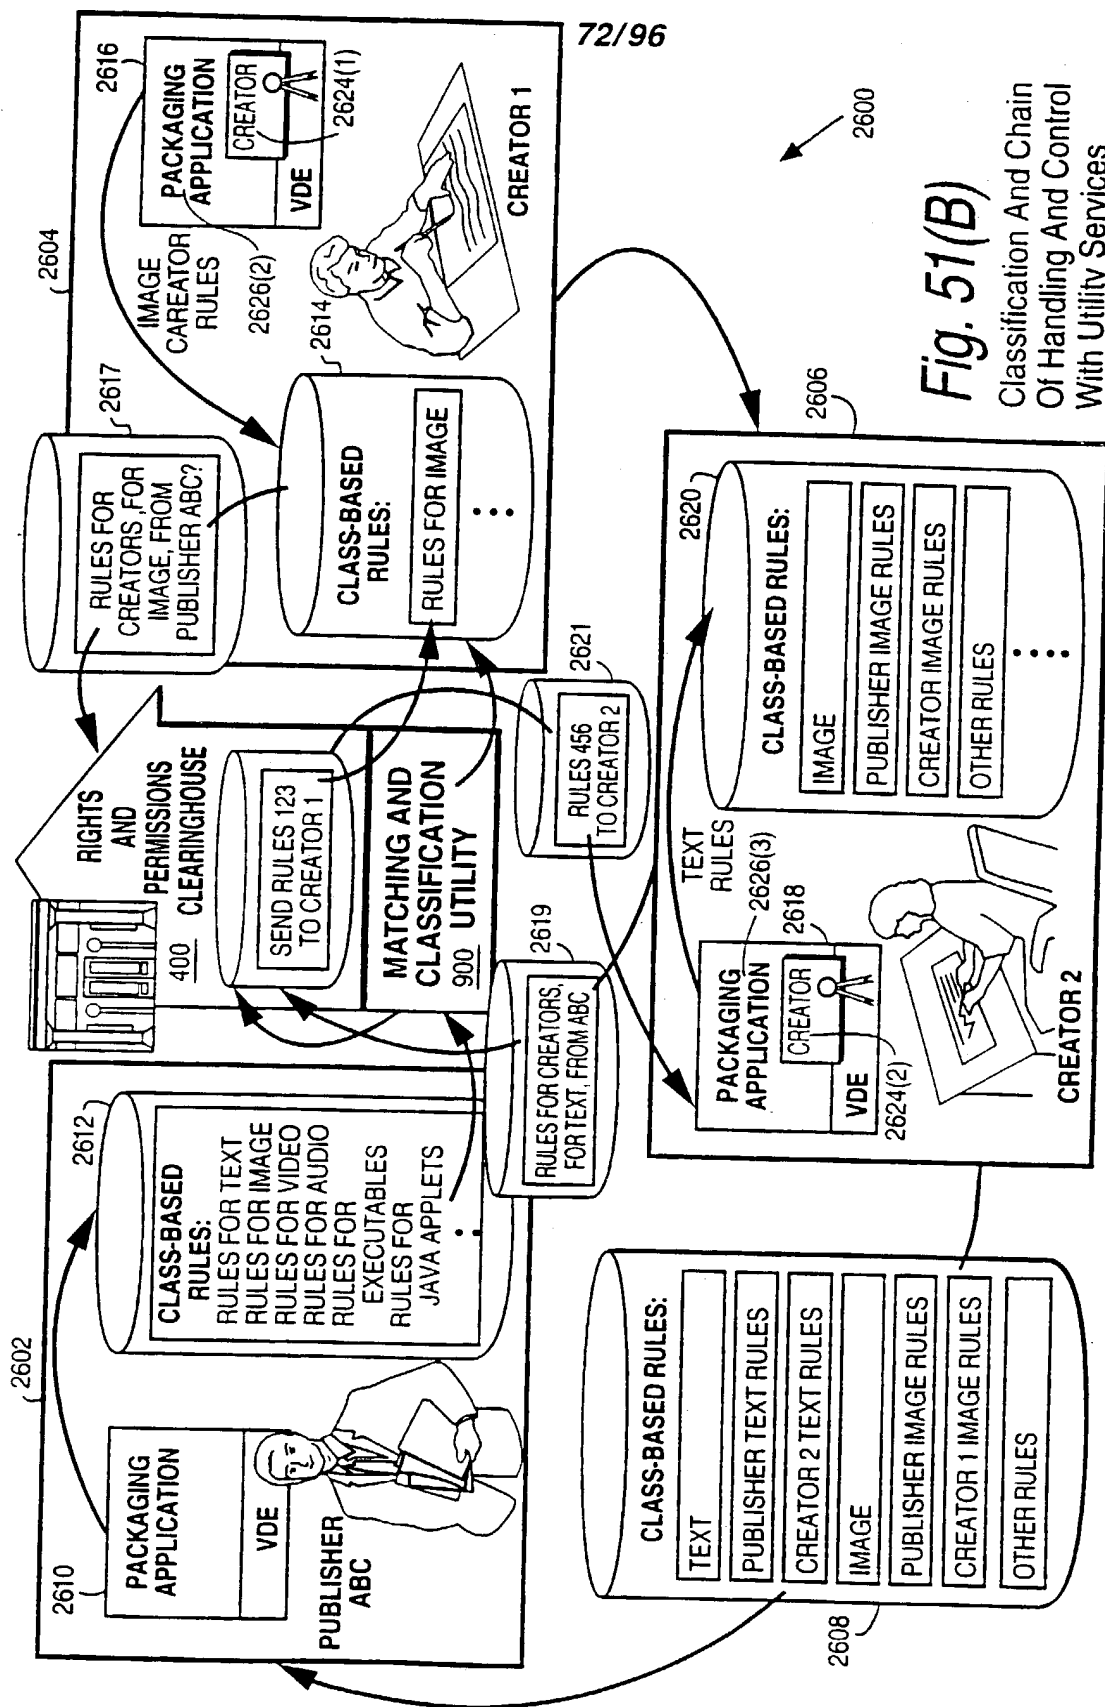 72/96
2602
2610
PACKAGING
APPLICATION
VDE
PUBLISHER
ABC
2612
CLASS-BASED
RULES:
RULES FOR TEXT
RULES FOR IMAGE
RULES FOR VIDEO
RULES FOR AUDIO
RULES FOR
EXECUTABLES
RULES FOR
JAVA APPLETS
RIGHTS
AND
PERMISSIONS
CLEARINGHOUSE
400
SEND RULES 123
TO CREATOR 1
MATCHING AND
CLASSIFICATION
900 UTILITY
2617
RULES FOR
CREATORS, FOR
IMAGE, FROM
PUBLISHER ABC?
2604
2616
PACKAGING
APPLICATION
CREATOR
VDE
2624(1)
IMAGE
CAREATOR
RULES
2626(2)
2614
CLASS-BASED
RULES:
RULES FOR IMAGE
CREATOR 1
2619
RULES FOR CREATORS,
FOR TEXT, FROM ABC
2621
RULES 456
TO CREATOR 2
2608
CLASS-BASED RULES:
TEXT
PUBLISHER TEXT RULES
CREATOR 2 TEXT RULES
IMAGE
PUBLISHER IMAGE RULES
CREATOR 1 IMAGE RULES
OTHER RULES
2606
PACKAGING
APPLICATION
CREATOR
VDE
2624(2)
TEXT
RULES
2626(3)
2618
CREATOR 2
2620
CLASS-BASED RULES:
IMAGE
PUBLISHER IMAGE RULES
CREATOR IMAGE RULES
OTHER RULES
2600
Fig. 51(B)
Classification And Chain
Of Handling And Control
With Utility Services